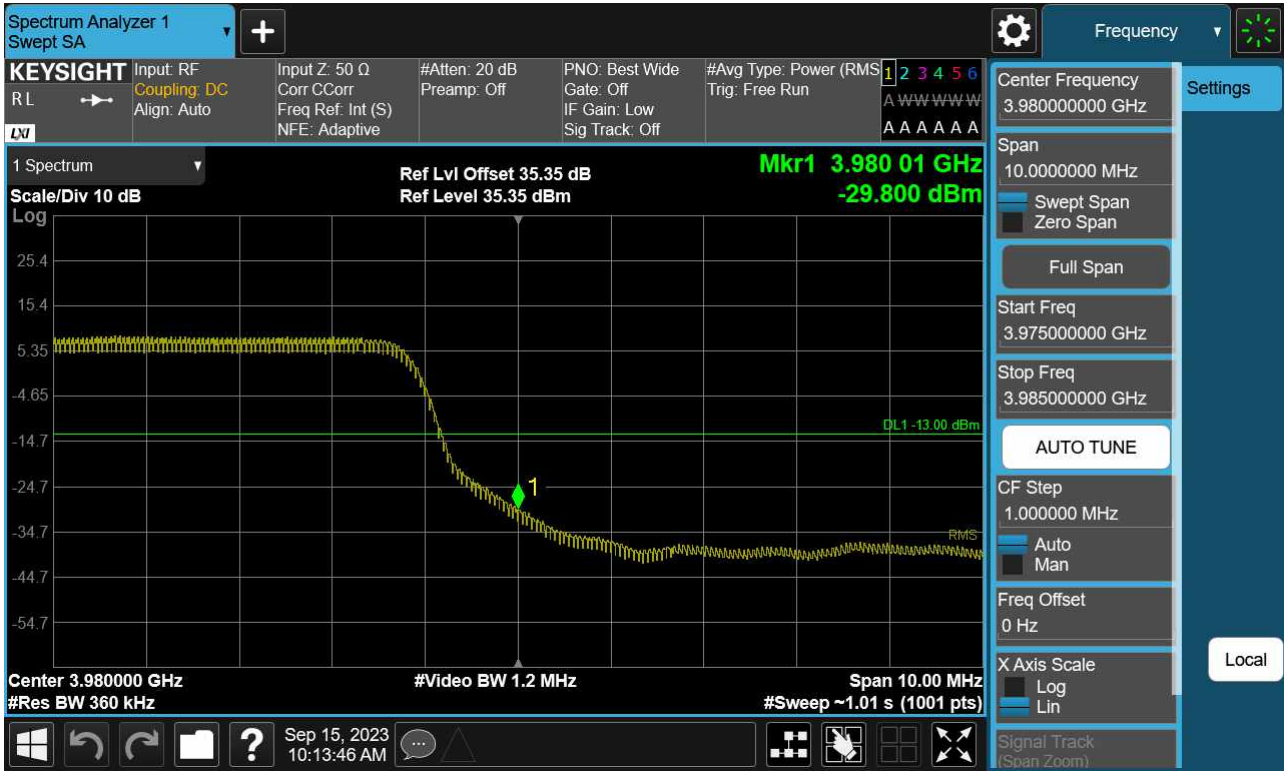 Spectrum Analyzer 1
Swept SA
+
Frequency
KEYSIGHT
R L
LXI
Input: RF
Coupling: DC
Align: Auto
Input Z: 50 Ω
Corr CCorr
Freq Ref: Int (S)
NFE: Adaptive
#Atten: 20 dB
Preamp: Off
PNO: Best Wide
Gate: Off
IF Gain: Low
Sig Track: Off
#Avg Type: Power (RMS
Trig: Free Run
1 2 3 4 5 6
A W W W W W
A A A A A A
1 Spectrum
Scale/Div 10 dB
Log
Ref Lvl Offset 35.35 dB
Ref Level 35.35 dBm
Mkr1 3.980 01 GHz
-29.800 dBm
25.4
15.4
5.35
-4.65
-14.7
-24.7
-34.7
-44.7
-54.7
DL1 -13.00 dBm
1
RMS
Center 3.980000 GHz
#Res BW 360 kHz
#Video BW 1.2 MHz
Span 10.00 MHz
#Sweep ~1.01 s (1001 pts)
Center Frequency
3.980000000 GHz
Span
10.0000000 MHz
Swept Span
Zero Span
Full Span
Start Freq
3.975000000 GHz
Stop Freq
3.985000000 GHz
AUTO TUNE
CF Step
1.000000 MHz
Auto
Man
Freq Offset
0 Hz
X Axis Scale
Log
Lin
Signal Track
(Span Zoom)
Settings
Local
?
Sep 15, 2023
10:13:46 AM